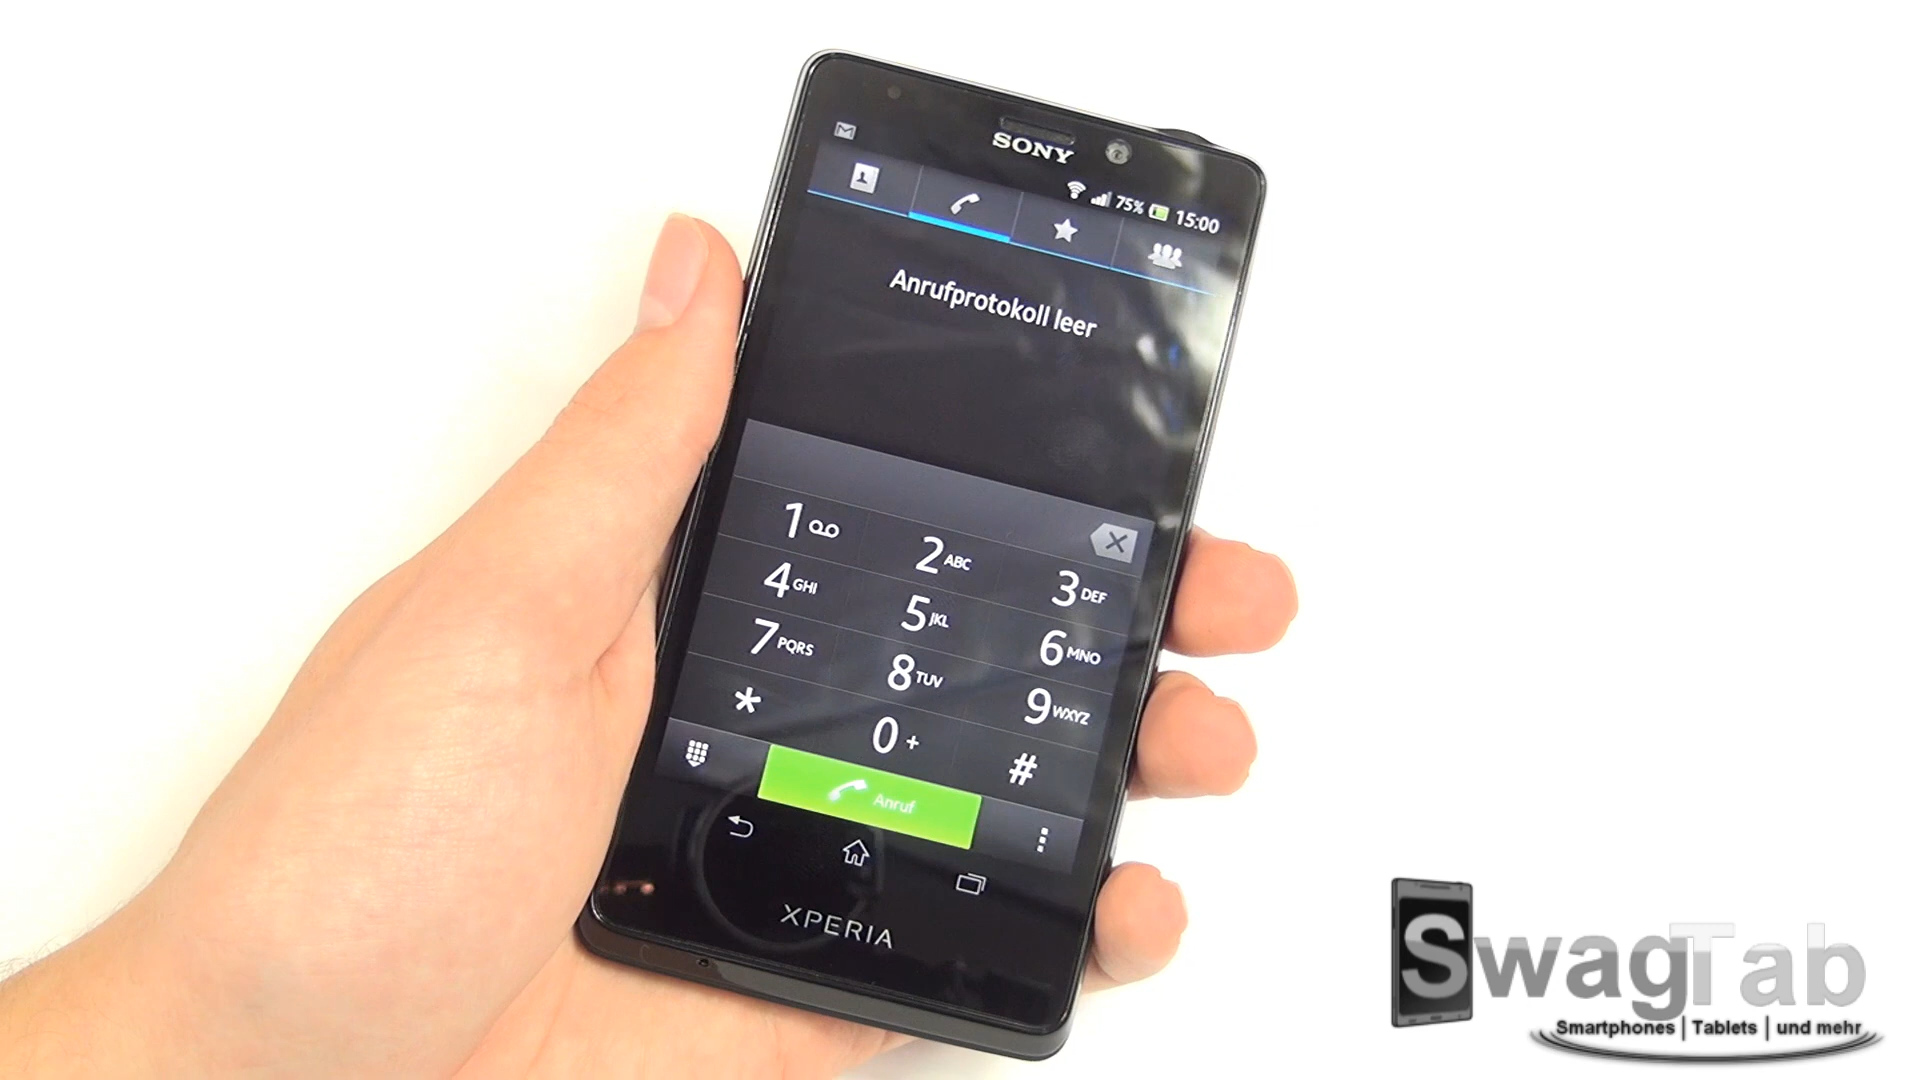 SONY
75% 15:00
Anrufprotokoll leer
1
2 ABC
3 DEF
4 GHI
5 JKL
6 MNO
7 PQRS
8 TUV
9 WXYZ
*
0 +
#
Anruf
XPERIA
SwagTab
Smartphones | Tablets | und mehr